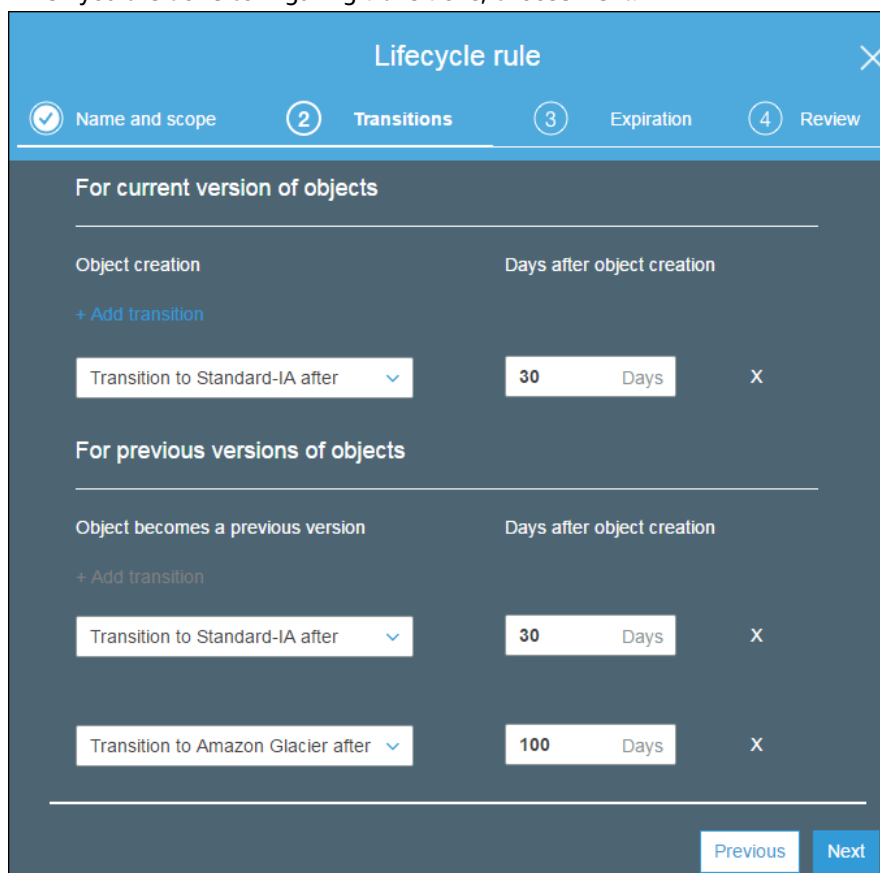 Lifecycle rule
Name and scope 2 Transitions 3 Expiration 4 Review
For current version of objects
Object creation Days after object creation
+ Add transition
Transition to Standard-IA after 30 Days X
For previous versions of objects
Object becomes a previous version Days after object creation
+ Add transition
Transition to Standard-IA after 30 Days X
Transition to Amazon Glacier after 100 Days X
Previous Next